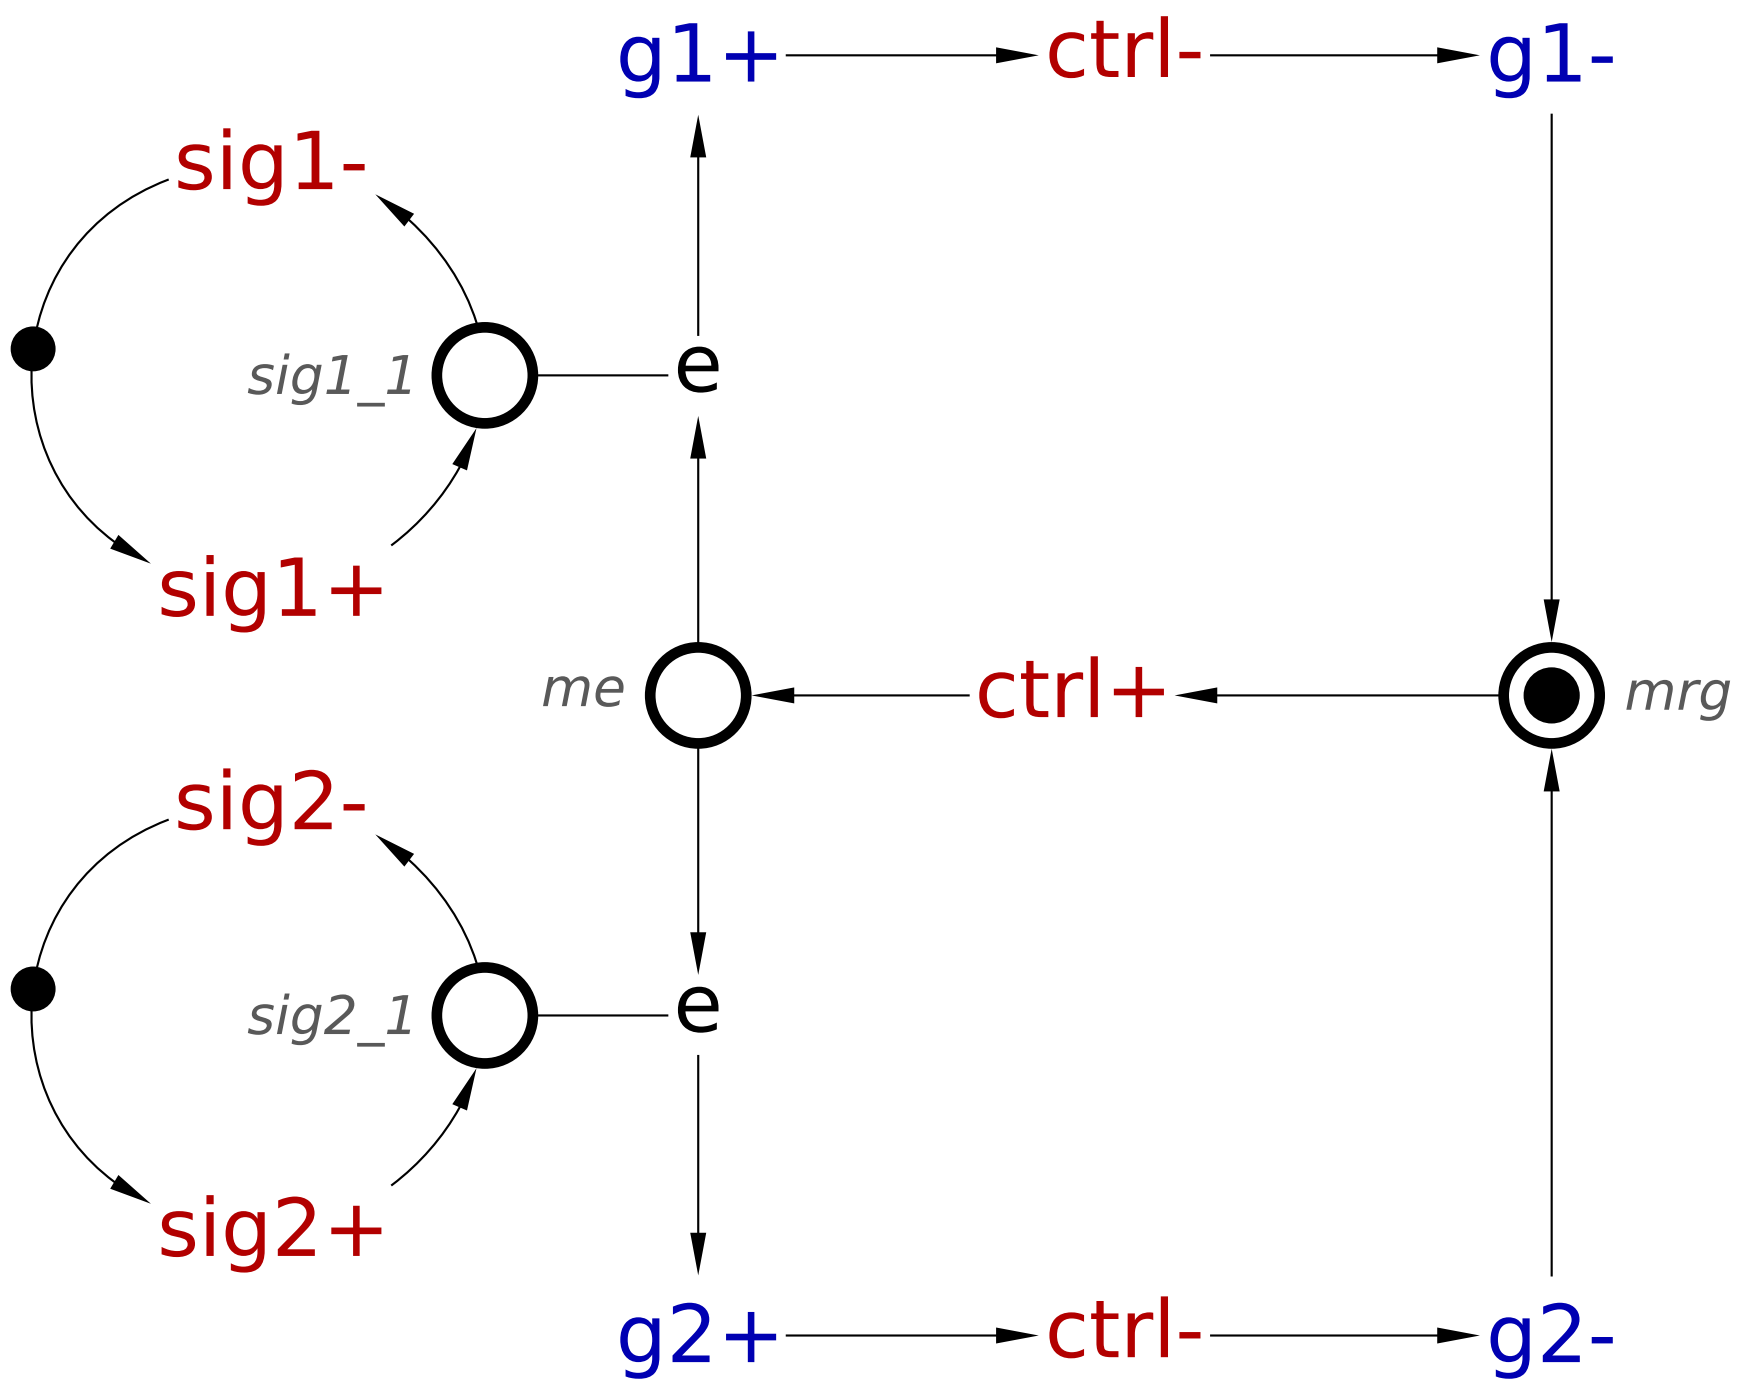 g1+ ctrl- g1-
sig1-
sig1_1 e
sig1+
me ctrl+ mrg
sig2-
sig2_1 e
sig2+
g2+ ctrl- g2-